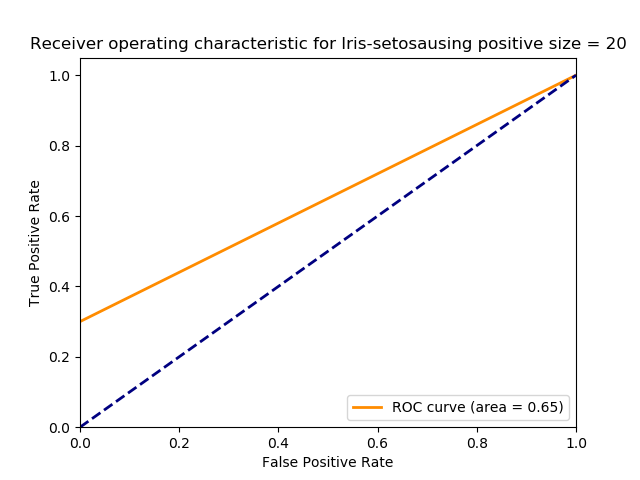 Receiver operating characteristic for Iris-setosausing positive size = 20
True Positive Rate
1.0
0.8
0.6
0.4
0.2
0.0
ROC curve (area = 0.65)
0.0 0.2 0.4 0.6 0.8 1.0
False Positive Rate